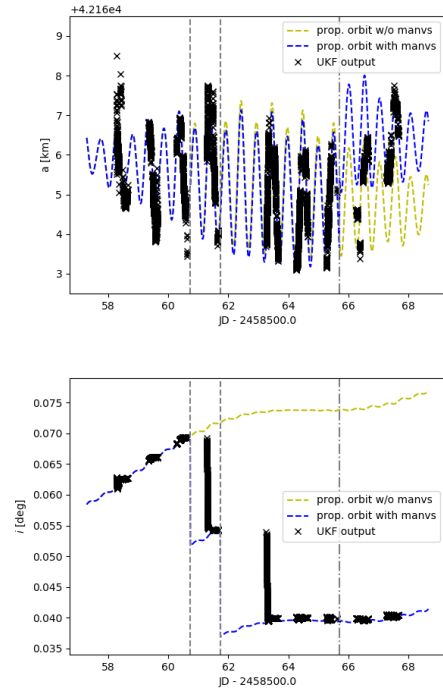 +4.216e4
9
8
7
6
5
4
3
a [km]
prop. orbit w/o manvs
prop. orbit with manvs
UKF output
58 60 62 64 66 68
JD - 2458500.0
0.075
0.070
0.065
0.060
0.055
0.050
0.045
0.040
0.035
i [deg]
prop. orbit w/o manvs
prop. orbit with manvs
UKF output
58 60 62 64 66 68
JD - 2458500.0